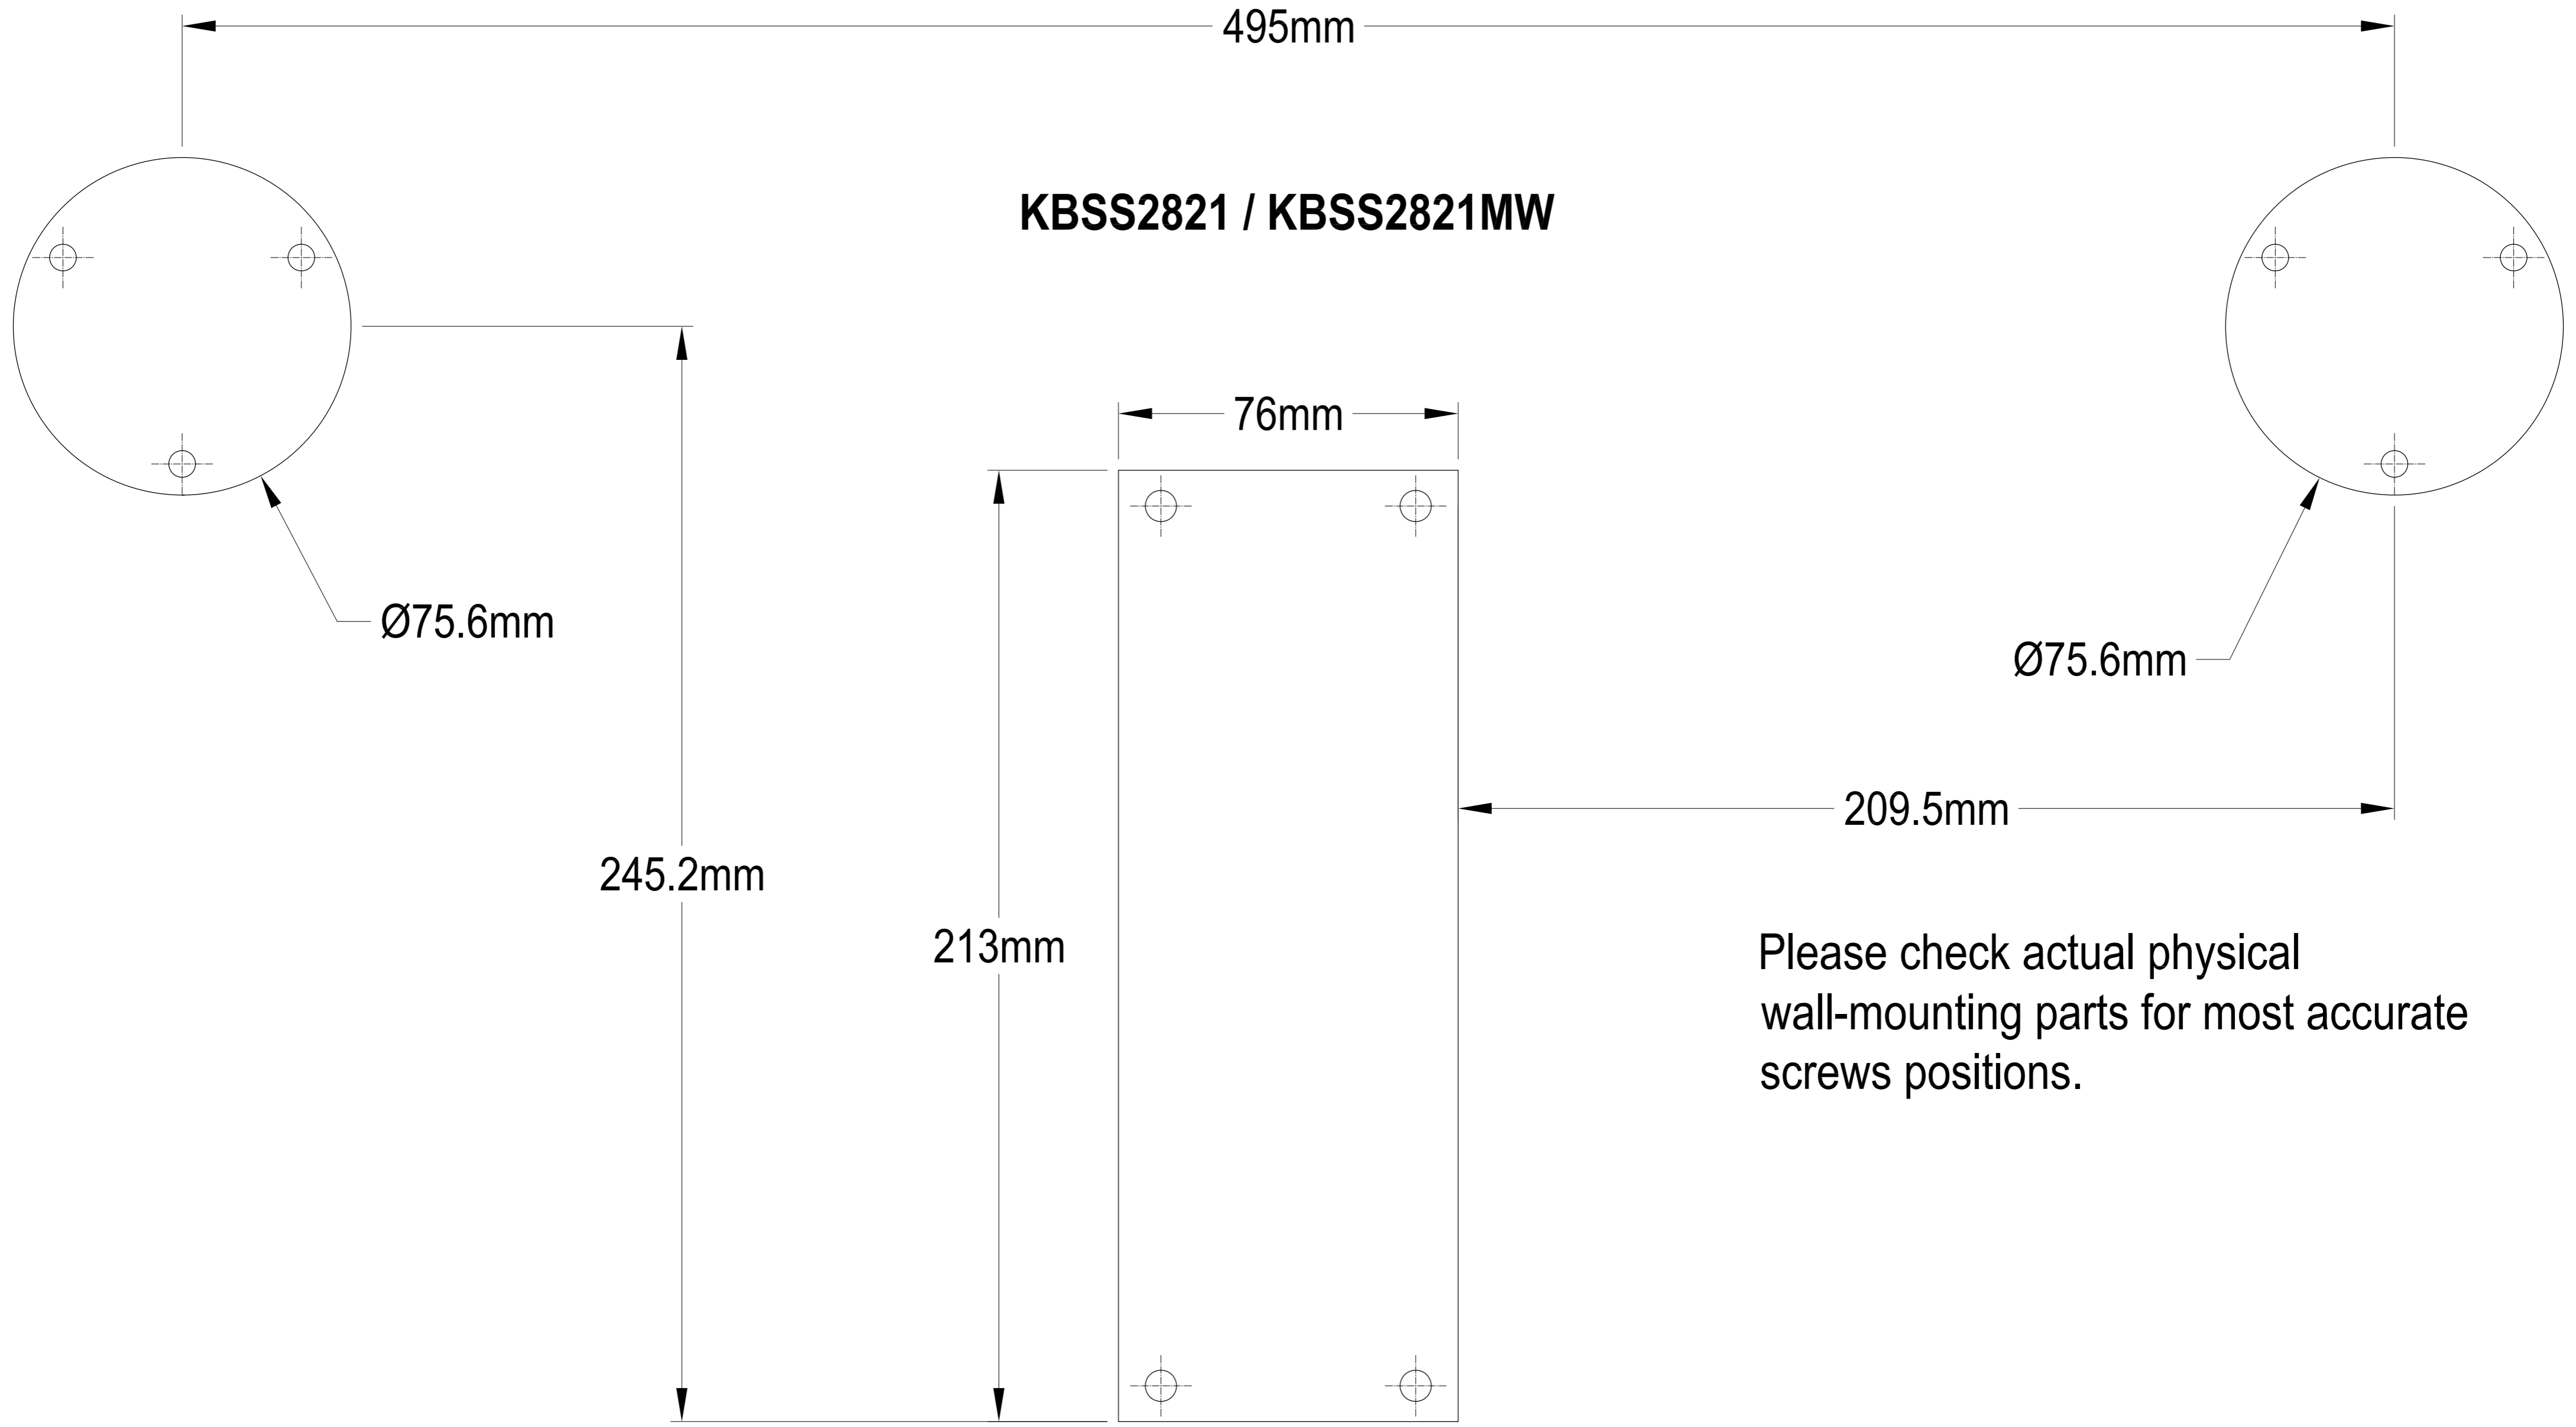 495mm
KBSS2821 / KBSS2821MW
76mm
Ø75.6mm
Ø75.6mm
209.5mm
245.2mm
213mm
Please check actual physical
wall-mounting parts for most accurate
screws positions.